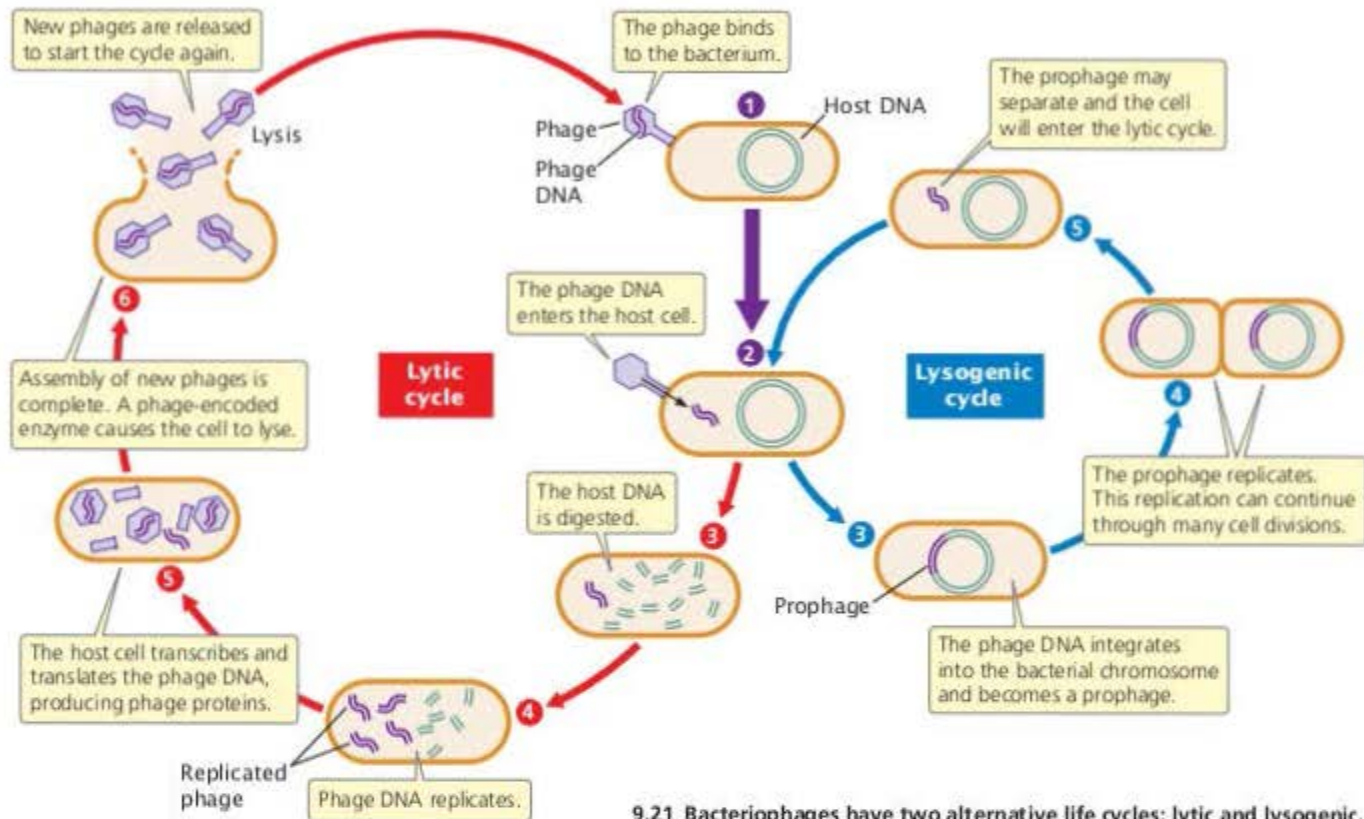 New phages are released
to start the cycle again.
Lysis
The phage binds
to the bacterium.
Phage
Phage
DNA
1
Host DNA
The prophage may
separate and the cell
will enter the lytic cycle.
5
The phage DNA
enters the host cell.
2
6
Assembly of new phages is
complete. A phage-encoded
enzyme causes the cell to lyse.
Lytic
cycle
Lysogenic
cycle
4
The prophage replicates.
This replication can continue
through many cell divisions.
The host DNA
is digested.
3
3
Prophage
The phage DNA integrates
into the bacterial chromosome
and becomes a prophage.
5
The host cell transcribes and
translates the phage DNA,
producing phage proteins.
4
Replicated
phage
Phage DNA replicates.
9.21 Bacteriophages have two alternative life cycles: lytic and lysogenic.